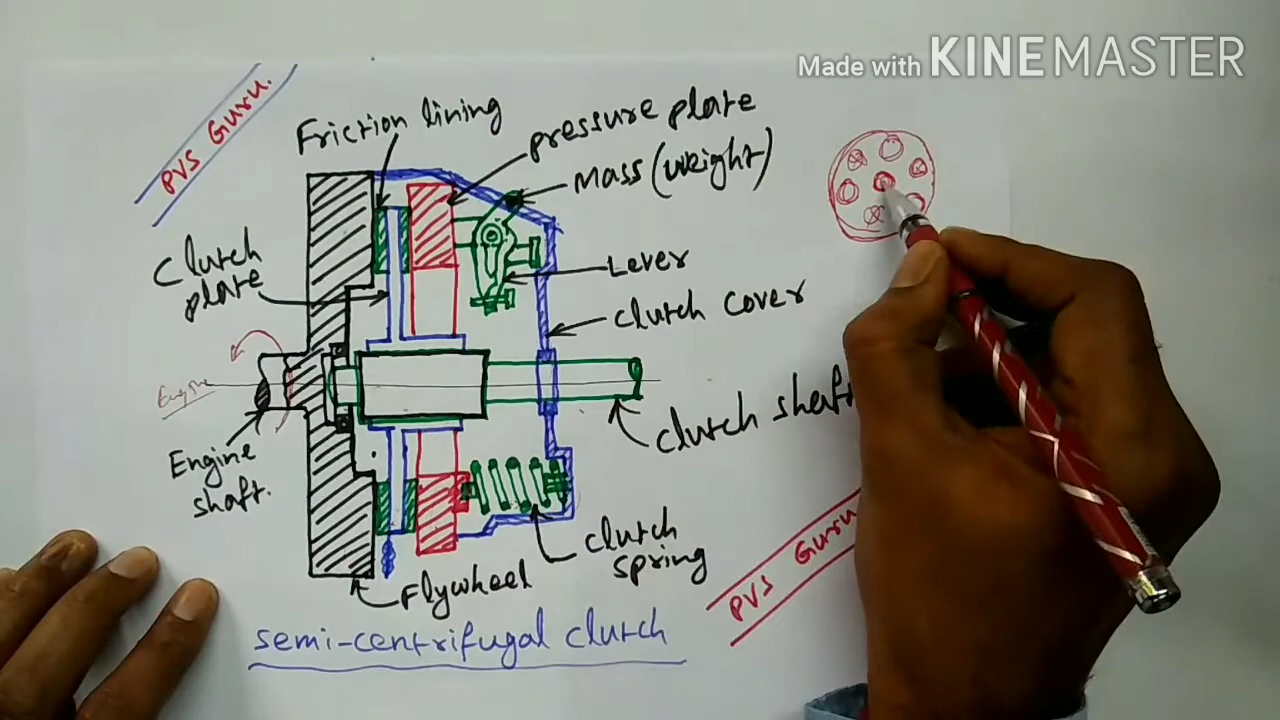 Made with KINEMASTER
PVS Guru.
Friction lining
pressure plate
Mass (weight)
Clutch
plate
Lever
clutch cover
Engine
clutch shaft
Engine
shaft.
clutch
spring
Flywheel
PVS Guru
semi-centrifugal clutch